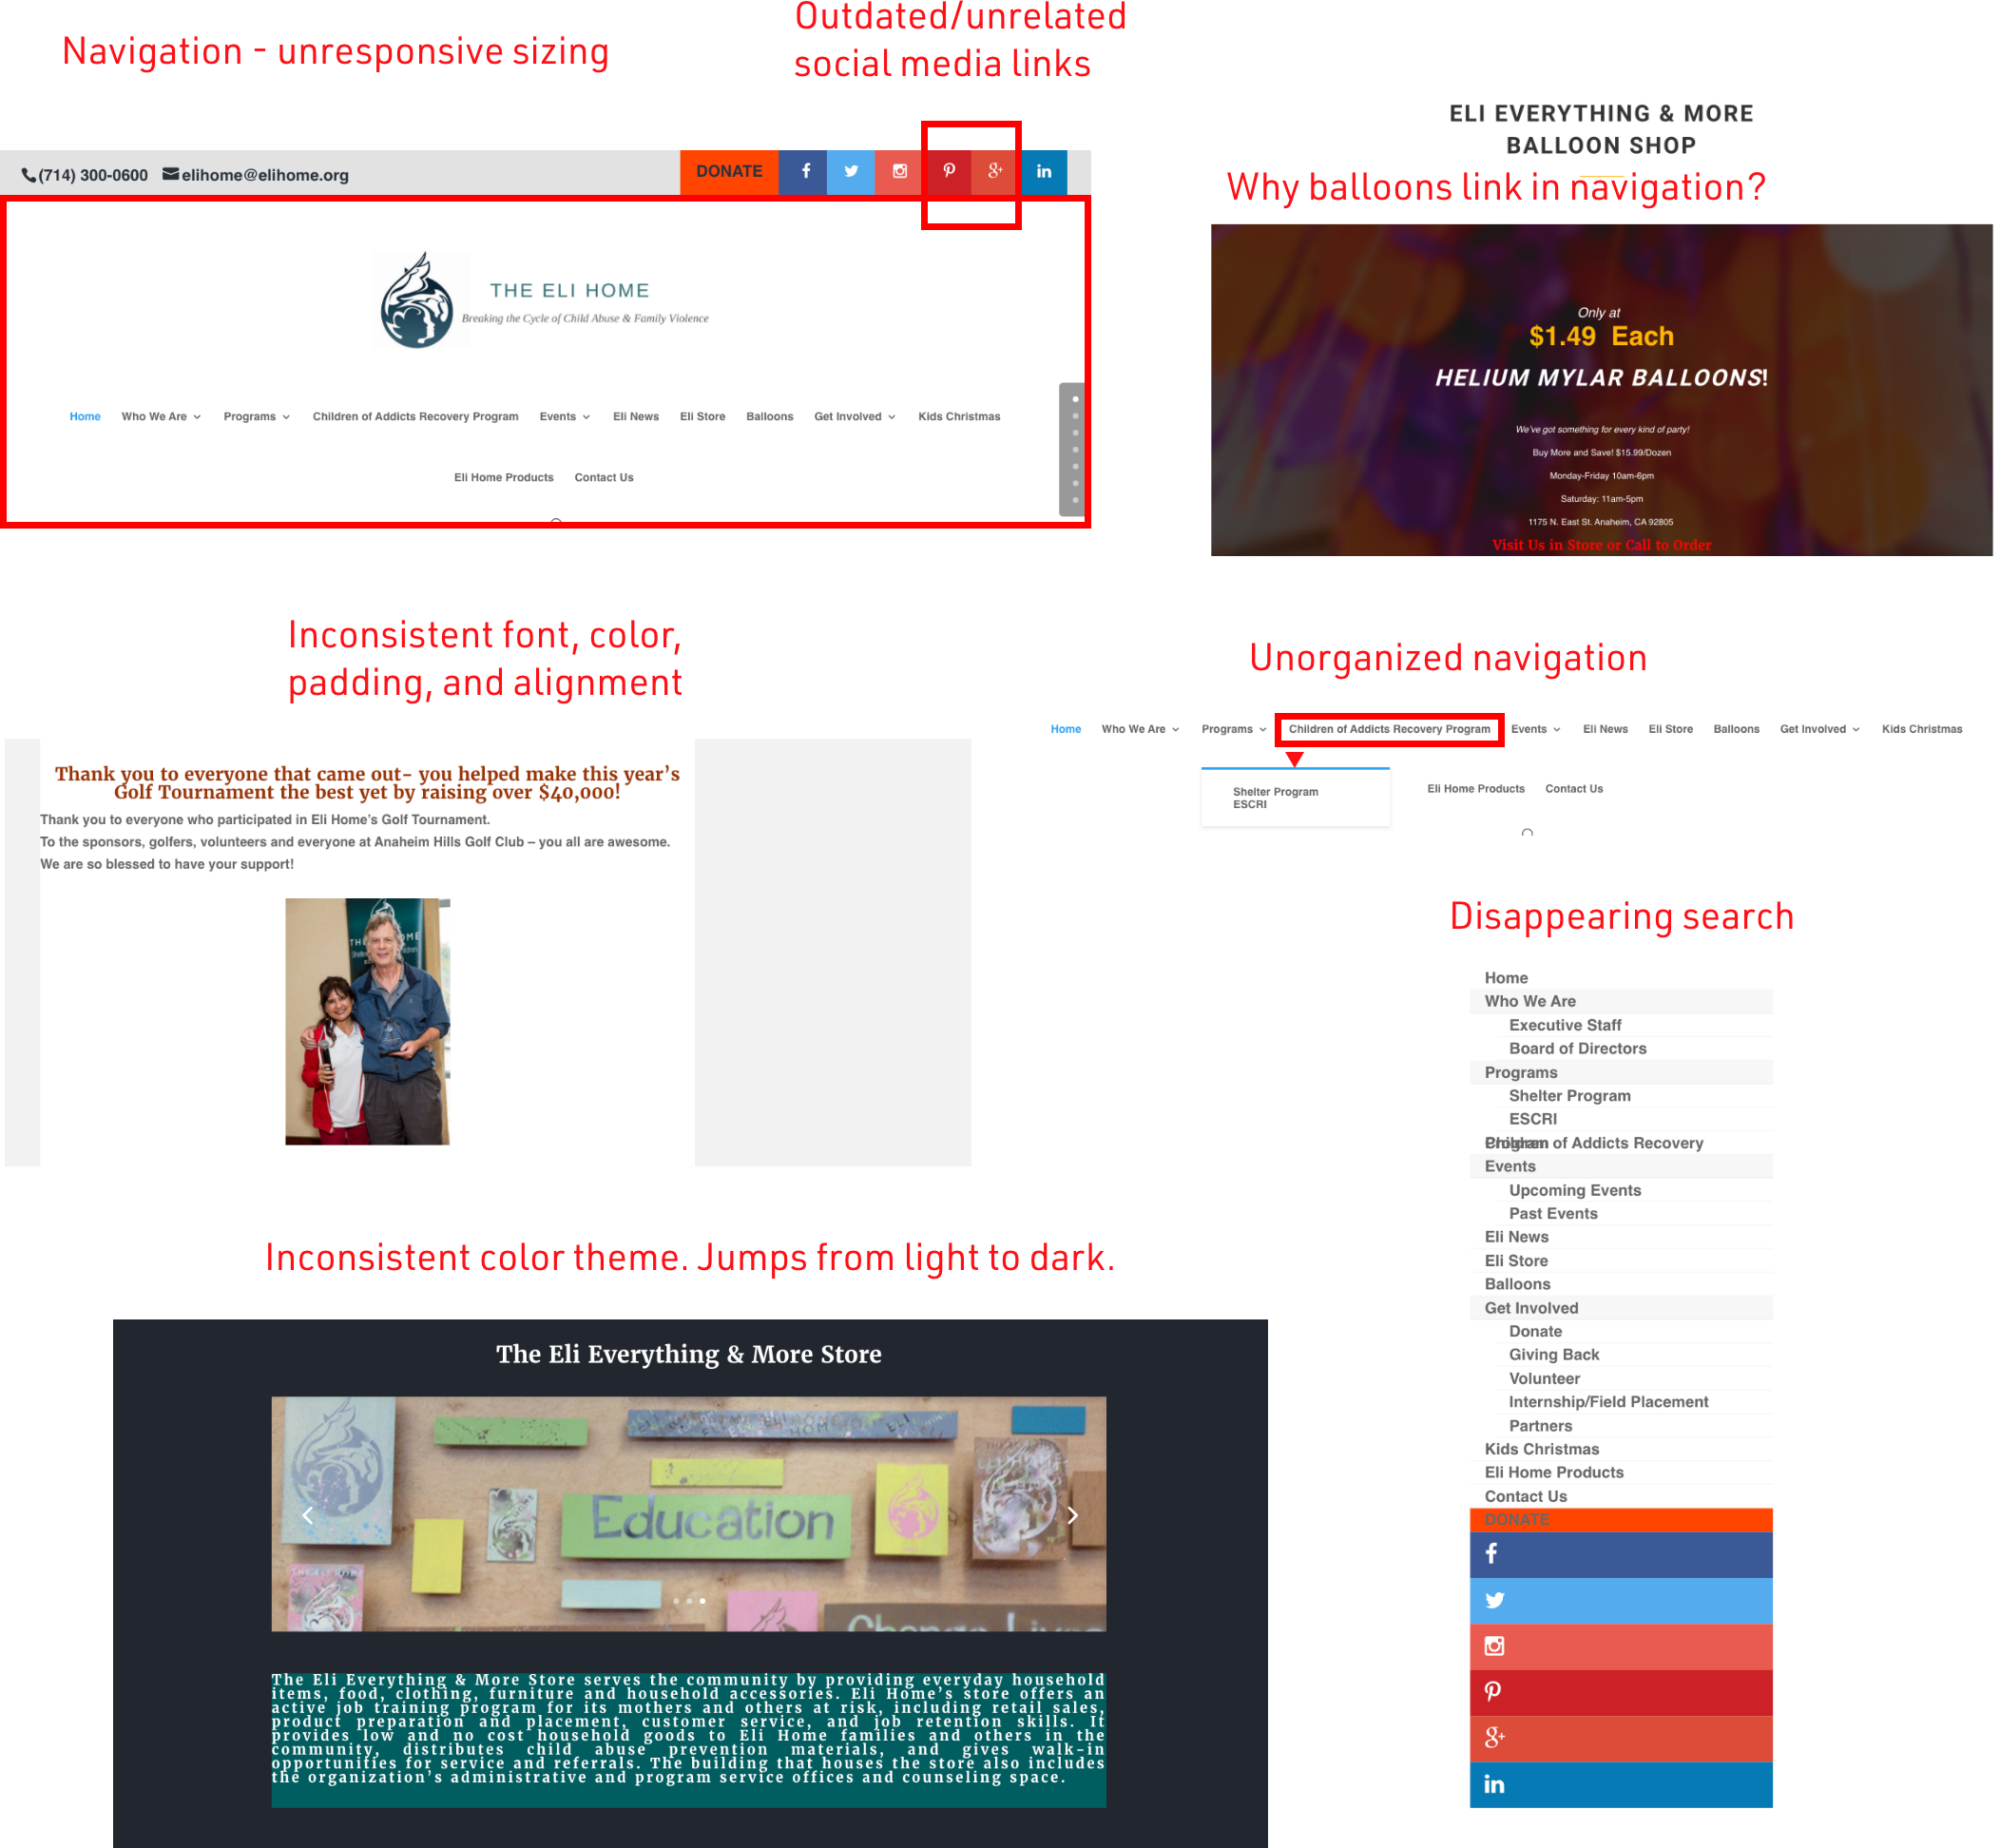 Navigation - unresponsive sizing
Outdated/unrelated
social media links
(714) 300-0600 elihome@elihome.org
DONATE
THE ELI HOME
Breaking the Cycle of Child Abuse & Family Violence
Home Who We Are Programs Children of Addicts Recovery Program Events Eli News Eli Store Balloons Get Involved Kids Christmas
Eli Home Products Contact Us
ELI EVERYTHING & MORE
BALLOON SHOP
Why balloons link in navigation?
Only at
$1.49 Each
HELIUM MYLAR BALLOONS!
We've got something for every kind of party!
Buy More and Save! $15.99/Dozen
Monday-Friday 10am-6pm
Saturday: 11am-5pm
1175 N. East St. Anaheim, CA 92805
Visit Us in Store or Call to Order
Inconsistent font, color,
padding, and alignment
Thank you to everyone that came out– you helped make this year's
Golf Tournament the best yet by raising over $40,000!
Thank you to everyone who participated in Eli Home's Golf Tournament.
To the sponsors, golfers, volunteers and everyone at Anaheim Hills Golf Club – you all are awesome.
We are so blessed to have your support!
Unorganized navigation
Home Who We Are Programs Children of Addicts Recovery Program Events Eli News Eli Store Balloons Get Involved Kids Christmas
Shelter Program
ESCRI
Eli Home Products Contact Us
Disappearing search
Home
Who We Are
Executive Staff
Board of Directors
Programs
Shelter Program
ESCRI
Children of Addicts Recovery
Program
Events
Upcoming Events
Past Events
Eli News
Eli Store
Balloons
Get Involved
Donate
Giving Back
Volunteer
Internship/Field Placement
Partners
Kids Christmas
Eli Home Products
Contact Us
DONATE
Inconsistent color theme. Jumps from light to dark.
The Eli Everything & More Store
Education
The Eli Everything & More Store serves the community by providing everyday household
items, food, clothing, furniture and household accessories. Eli Home's store offers an
active job training program for its mothers and others at risk, including retail sales,
product preparation and placement, customer service, and job retention skills. It
provides low and no cost household goods to Eli Home families and others in the
community, distributes child abuse prevention materials, and gives walk-in
opportunities for service and referrals. The building that houses the store also includes
the organization's administrative and program service offices and counseling space.